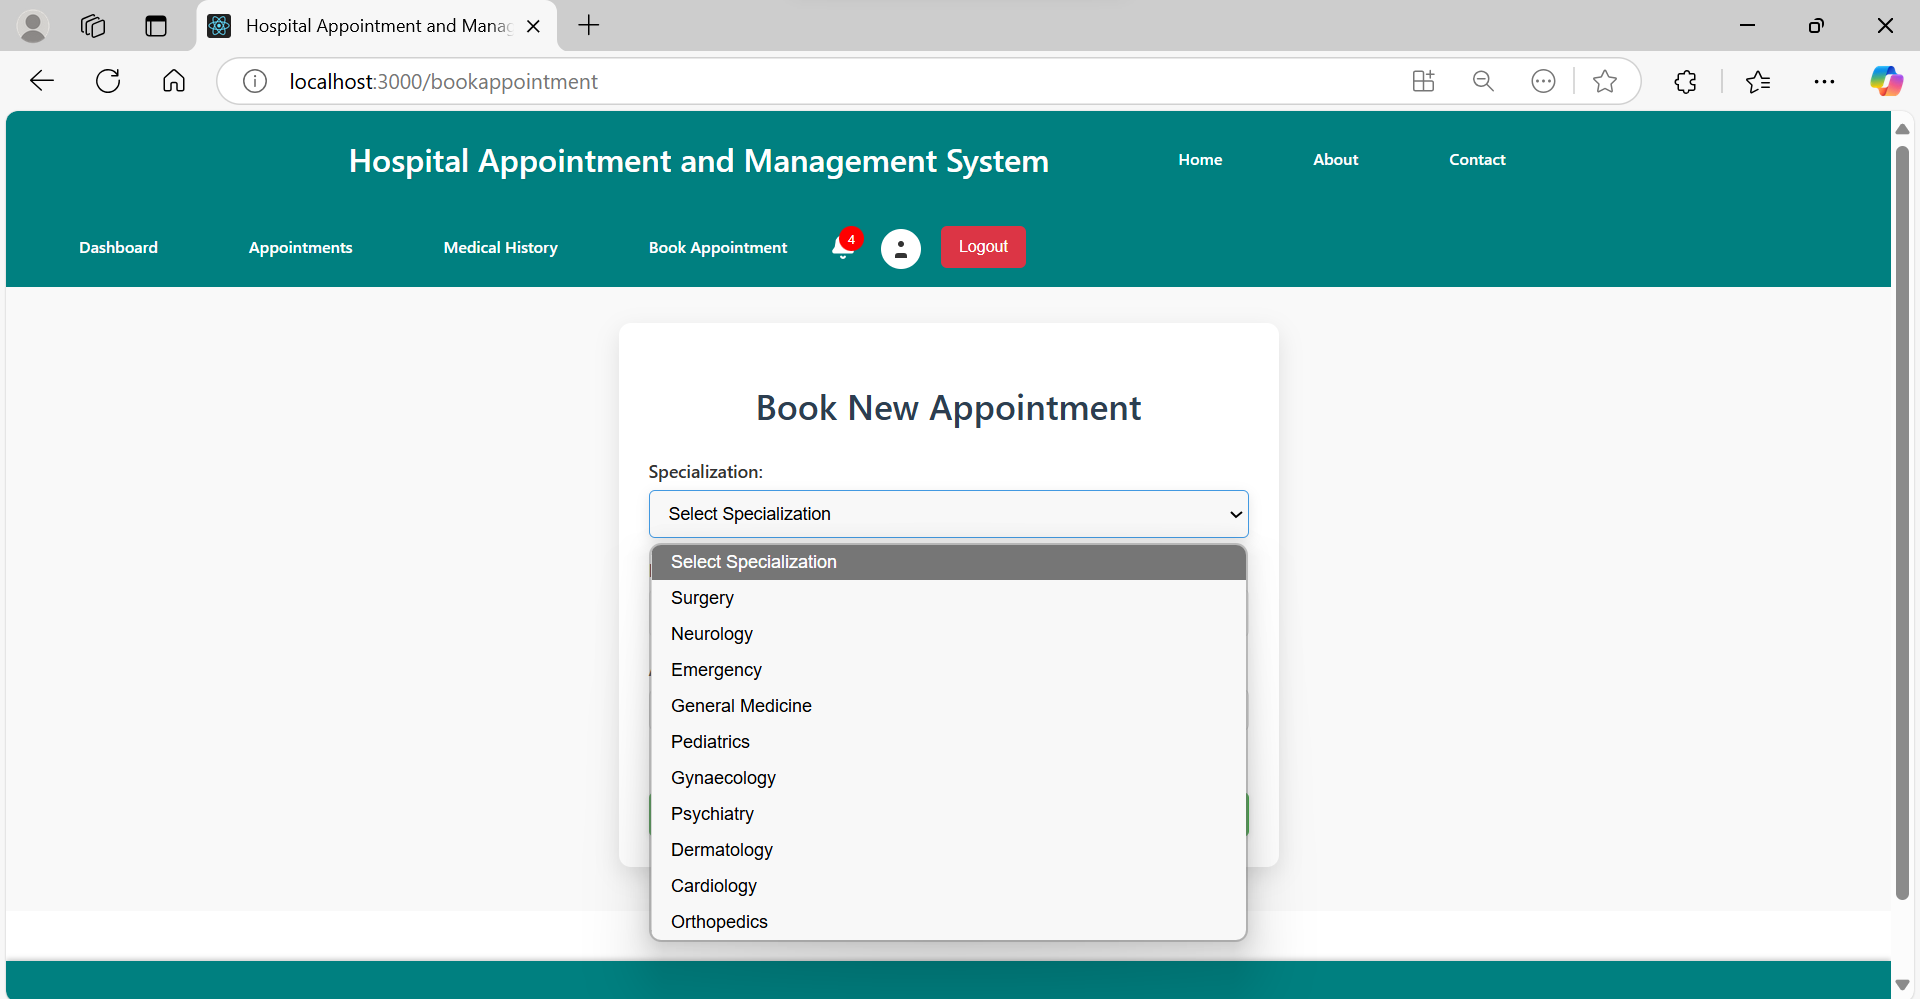 Hospital Appointment and Manag
localhost:3000/bookappointment
Hospital Appointment and Management System
Home
About
Contact
Dashboard
Appointments
Medical History
Book Appointment
4
Logout
Book New Appointment
Specialization:
Select Specialization
Select Specialization
Surgery
Neurology
Emergency
General Medicine
Pediatrics
Gynaecology
Psychiatry
Dermatology
Cardiology
Orthopedics